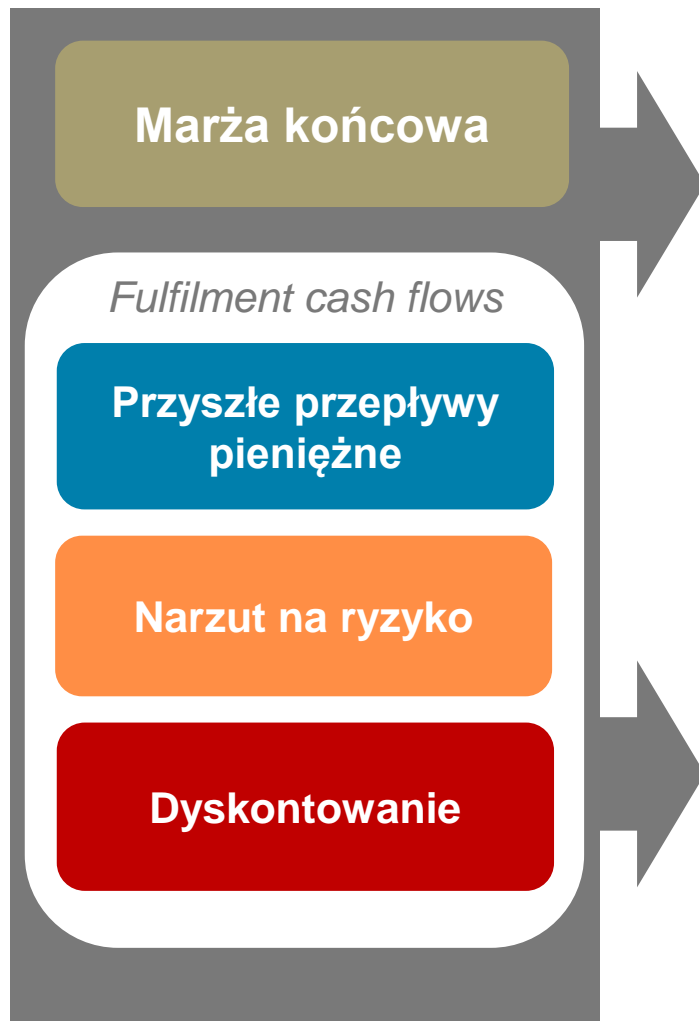 Marża końcowa
Fulfilment cash flows
Przyszłe przepływy
pieniężne
Narzut na ryzyko
Dyskontowanie